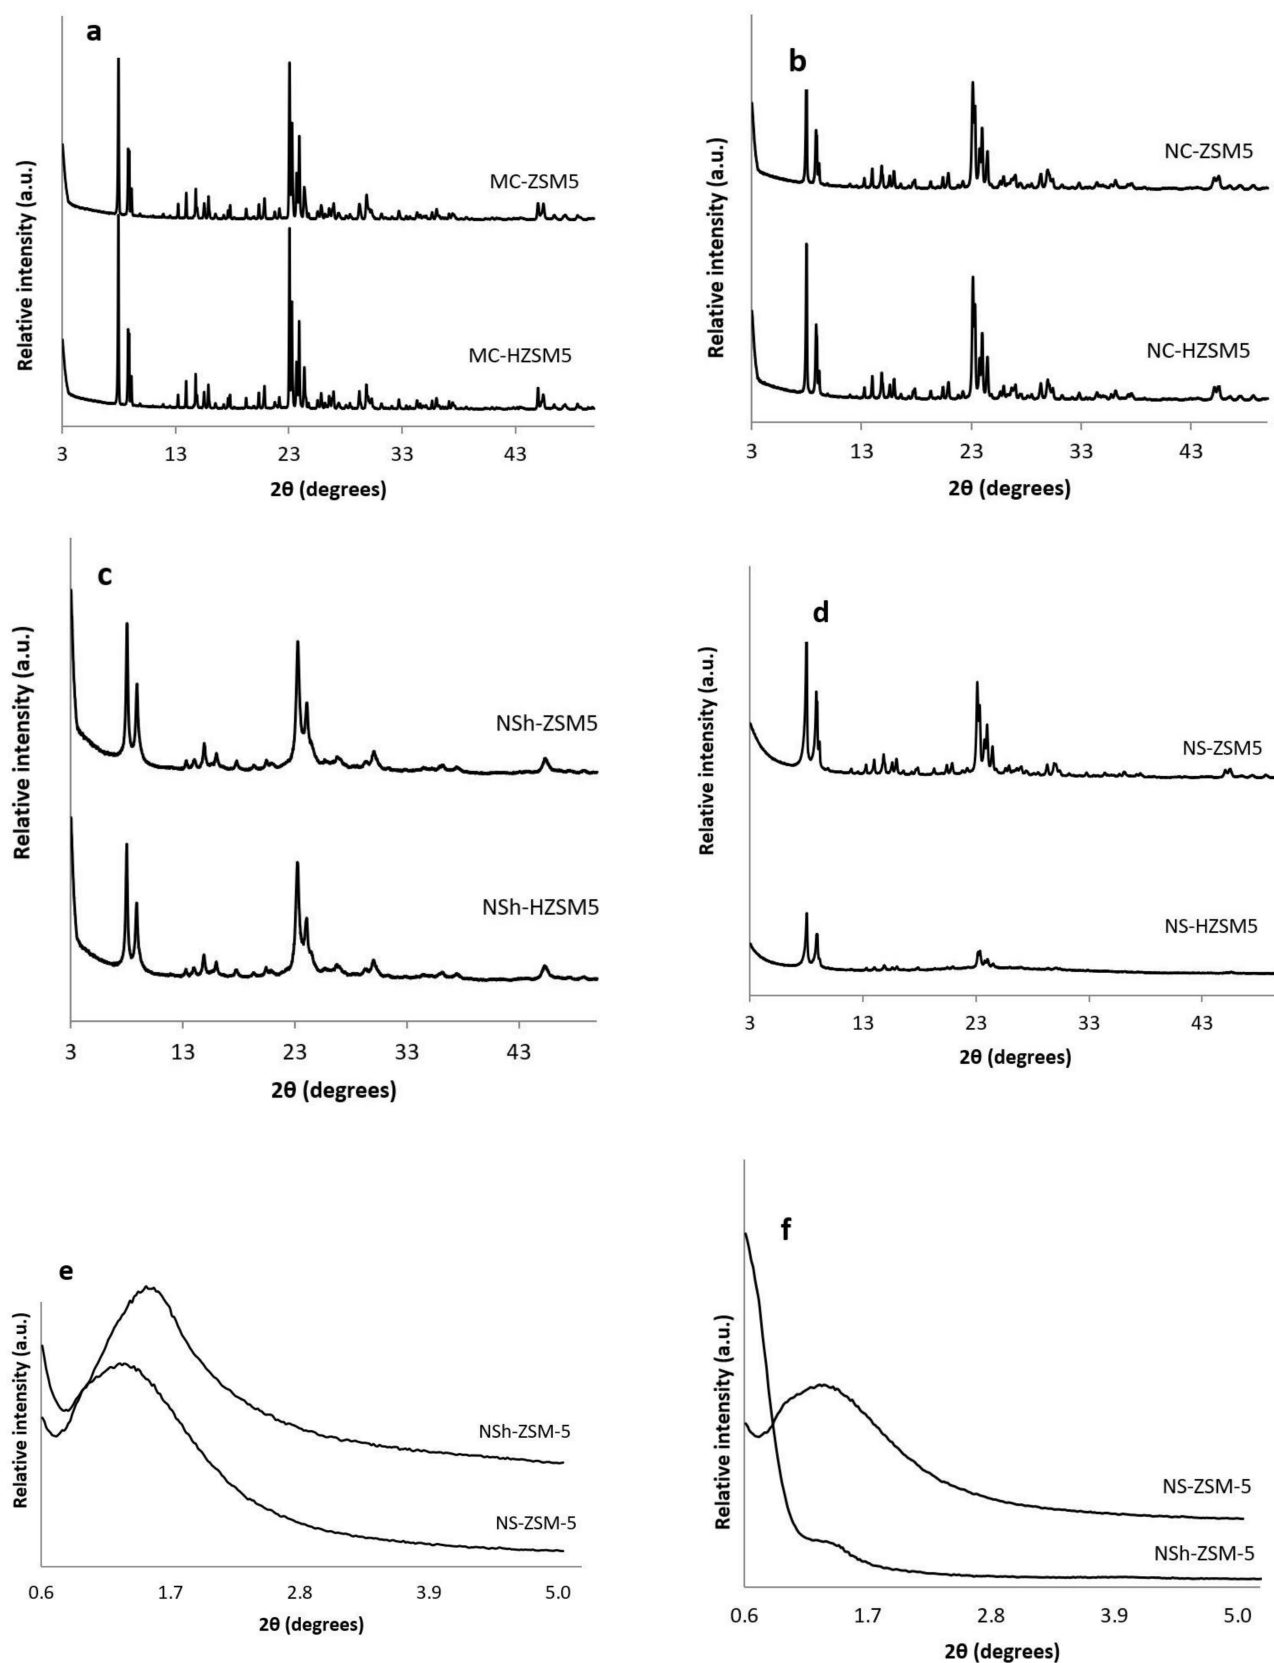 a
MC-ZSM5
MC-HZSM5
Relative intensity (a.u.)
3 13 23 33 43
2θ (degrees)
b
NC-ZSM5
NC-HZSM5
Relative intensity (a.u.)
3 13 23 33 43
2θ (degrees)
c
NSh-ZSM5
NSh-HZSM5
Relative intensity (a.u.)
3 13 23 33 43
2θ (degrees)
d
NS-ZSM5
NS-HZSM5
Relative intensity (a.u.)
3 13 23 33 43
2θ (degrees)
e
NSh-ZSM-5
NS-ZSM-5
Relative intensity (a.u.)
0.6 1.7 2.8 3.9 5.0
2θ (degrees)
f
NS-ZSM-5
NSh-ZSM-5
Relative intensity (a.u.)
0.6 1.7 2.8 3.9 5.0
2θ (degrees)